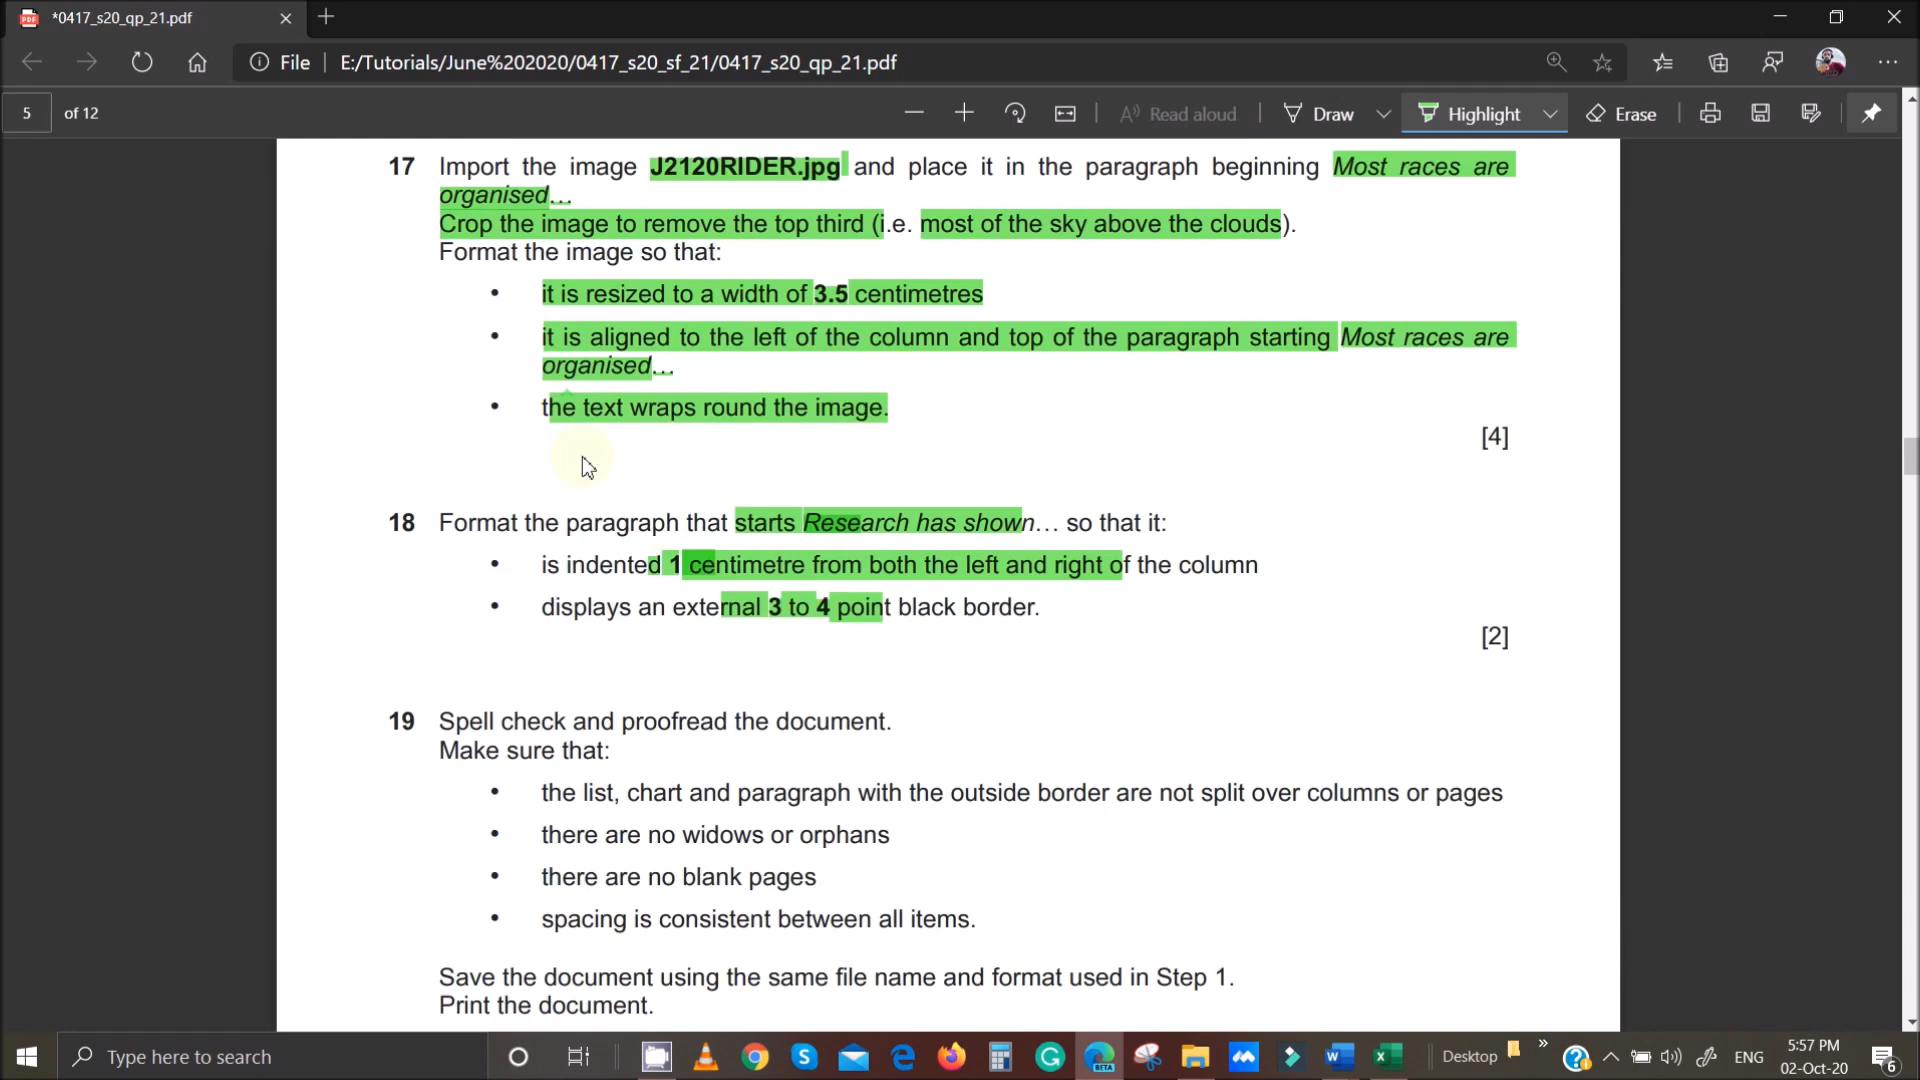 *0417_s20_qp_21.pdf
File
E:/Tutorials/June%202020/0417_s20_sf_21/0417_s20_qp_21.pdf
5 of 12
Read aloud
Draw
Highlight
Erase
17 Import the image J2120RIDER.jpg and place it in the paragraph beginning Most races are
organised…
Crop the image to remove the top third (i.e. most of the sky above the clouds).
Format the image so that:
• it is resized to a width of 3.5 centimetres
• it is aligned to the left of the column and top of the paragraph starting Most races are
organised…
• the text wraps round the image.
[4]
18 Format the paragraph that starts Research has shown… so that it:
• is indented 1 centimetre from both the left and right of the column
• displays an external 3 to 4 point black border.
[2]
19 Spell check and proofread the document.
Make sure that:
• the list, chart and paragraph with the outside border are not split over columns or pages
• there are no widows or orphans
• there are no blank pages
• spacing is consistent between all items.
Save the document using the same file name and format used in Step 1.
Print the document.
Type here to search
BETA
Desktop
ENG
5:57 PM
02-Oct-20
6